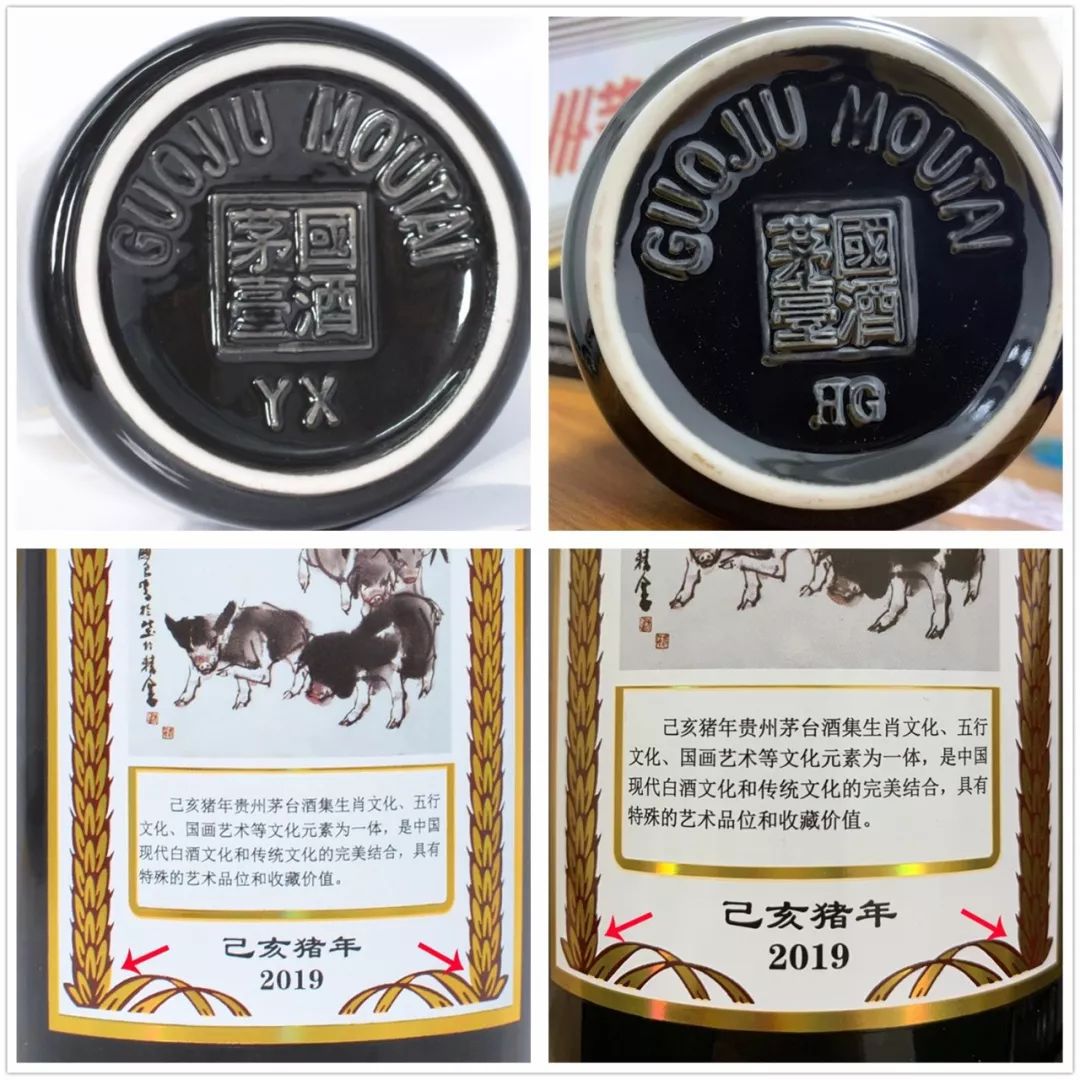 GUOJIU MOUTAI
國酒
茅臺
YX
GUOJIU MOUTAI
國酒
茅臺
HG
己亥猪年贵州茅台酒集生肖文化、五行
文化、国画艺术等文化元素为一体，是中国
现代白酒文化和传统文化的完美结合，具有
特殊的艺术品位和收藏价值。
己亥猪年
2019
己亥猪年贵州茅台酒集生肖文化、五行
文化、国画艺术等文化元素为一体，是中国
现代白酒文化和传统文化的完美结合，具有
特殊的艺术品位和收藏价值。
己亥猪年
2019